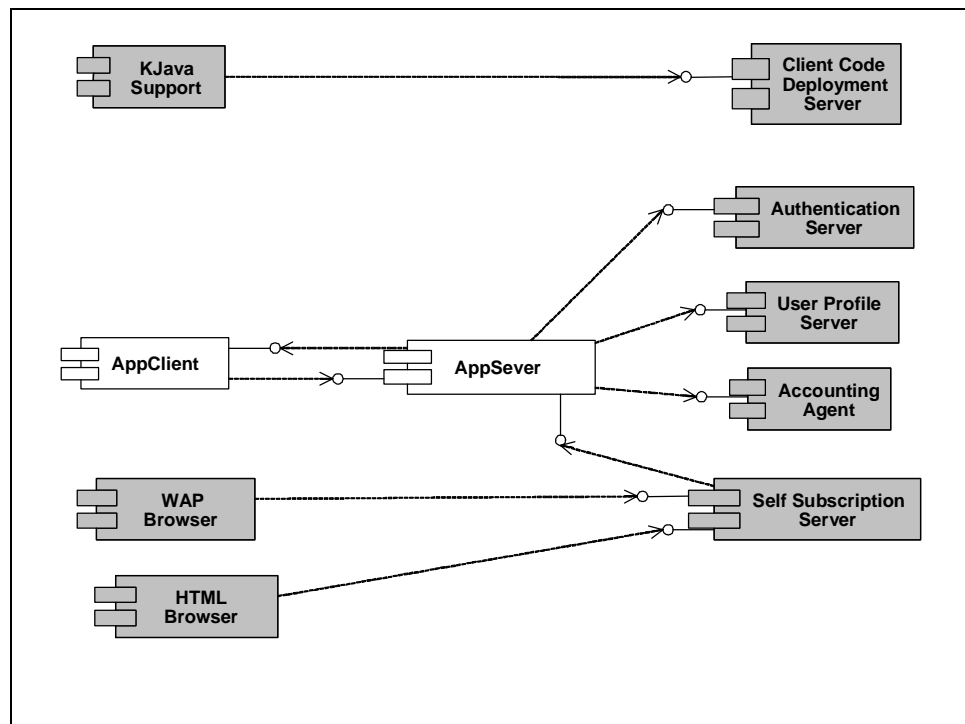 KJava
Support
Client Code
Deployment
Server
Authentication
Server
User Profile
Server
AppClient
AppSever
Accounting
Agent
WAP
Browser
Self Subscription
Server
HTML
Browser